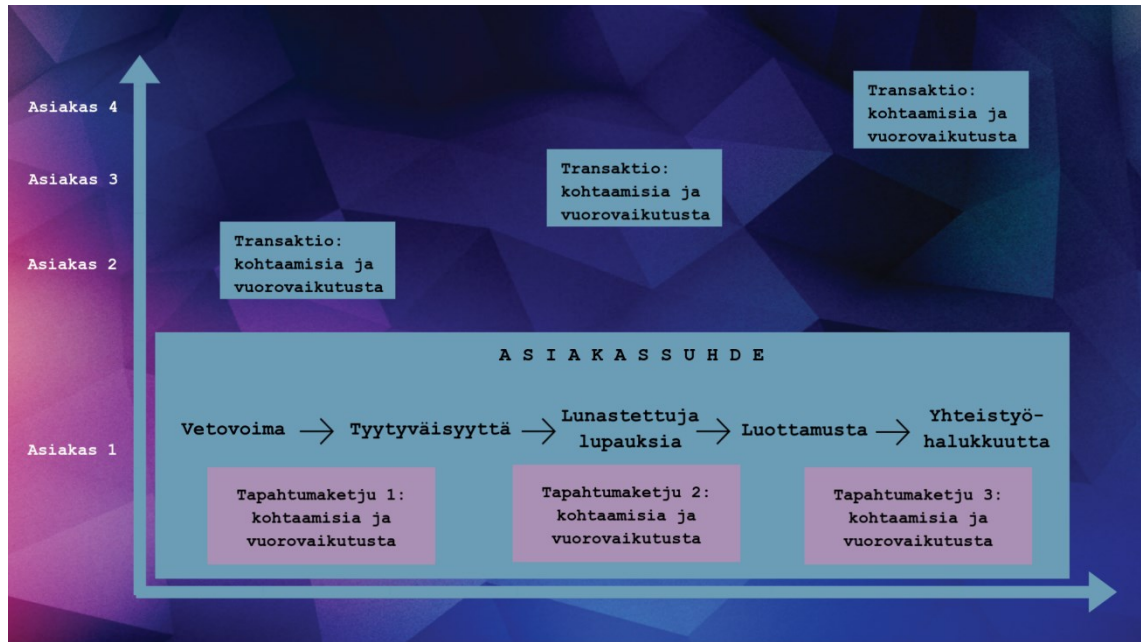 Asiakas 4
Transaktio:
kohtaamisia ja
vuorovaikutusta
Asiakas 3
Transaktio:
kohtaamisia ja
vuorovaikutusta
Asiakas 2
Transaktio:
kohtaamisia ja
vuorovaikutusta
A S I A K A S S U H D E
Asiakas 1
Vetovoima
Tyytyväisyyttä
Lunastettuja
lupauksia
Luottamusta
Yhteistyö-
halukkuutta
Tapahtumaketju 1:
kohtaamisia ja
vuorovaikutusta
Tapahtumaketju 2:
kohtaamisia ja
vuorovaikutusta
Tapahtumaketju 3:
kohtaamisia ja
vuorovaikutusta